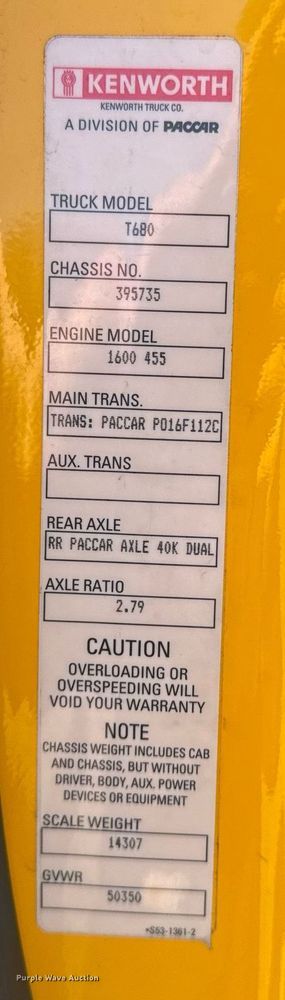 KENWORTH
KENWORTH TRUCK CO.
A DIVISION OF PACCAR
TRUCK MODEL
T680
CHASSIS NO.
395735
ENGINE MODEL
1600 455
MAIN TRANS.
TRANS: PACCAR PO16F112C
AUX. TRANS
REAR AXLE
RR PACCAR AXLE 40K DUAL
AXLE RATIO
2.79
CAUTION
OVERLOADING OR
OVERSPEEDING WILL
VOID YOUR WARRANTY
NOTE
CHASSIS WEIGHT INCLUDES CAB
AND CHASSIS, BUT WITHOUT
DRIVER, BODY, AUX. POWER
DEVICES OR EQUIPMENT
SCALE WEIGHT
14307
GVWR
50350
*S53-1361-2
Purple Wave Auction